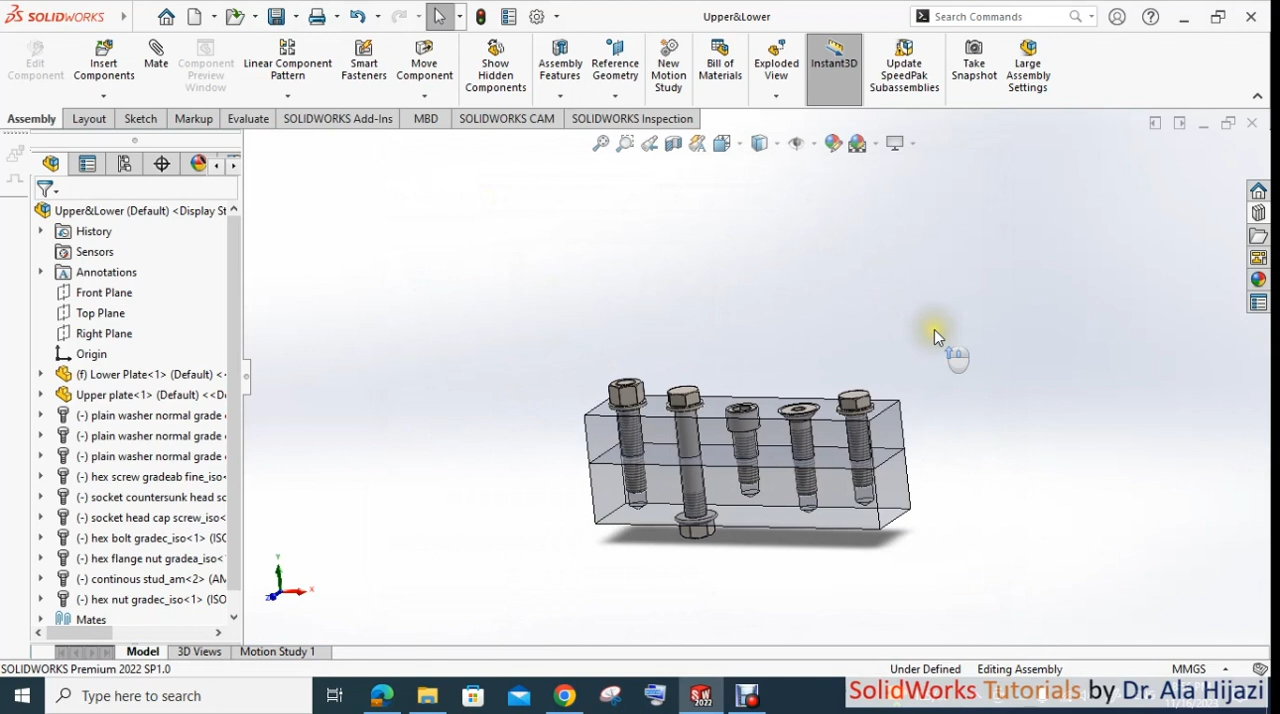 SOLIDWORKS
Upper&Lower
Search Commands
Edit Component
Insert Components
Mate
Component Preview Window
Linear Component Pattern
Smart Fasteners
Move Component
Show Hidden Components
Assembly Features
Reference Geometry
New Motion Study
Bill of Materials
Exploded View
Instant3D
Update SpeedPak Subassemblies
Take Snapshot
Large Assembly Settings
Assembly
Layout
Sketch
Markup
Evaluate
SOLIDWORKS Add-Ins
MBD
SOLIDWORKS CAM
SOLIDWORKS Inspection
Upper&Lower (Default) <Display St
History
Sensors
Annotations
Front Plane
Top Plane
Right Plane
Origin
(f) Lower Plate<1> (Default) <
Upper plate<1> (Default) <<D
(-) plain washer normal grade
(-) plain washer normal grade
(-) plain washer normal grade
(-) hex screw gradeab fine_iso<
(-) socket countersunk head sc
(-) socket head cap screw_iso<
(-) hex bolt gradec_iso<1> (ISO
(-) hex flange nut gradea_iso<
(-) continous stud_am<2> (AM
(-) hex nut gradec_iso<1> (ISO
Mates
Y
X
Z
Model
3D Views
Motion Study 1
SOLIDWORKS Premium 2022 SP1.0
Under Defined
Editing Assembly
MMGS
Type here to search
SW 2022
SolidWorks Tutorials by Dr. Ala Hijazi